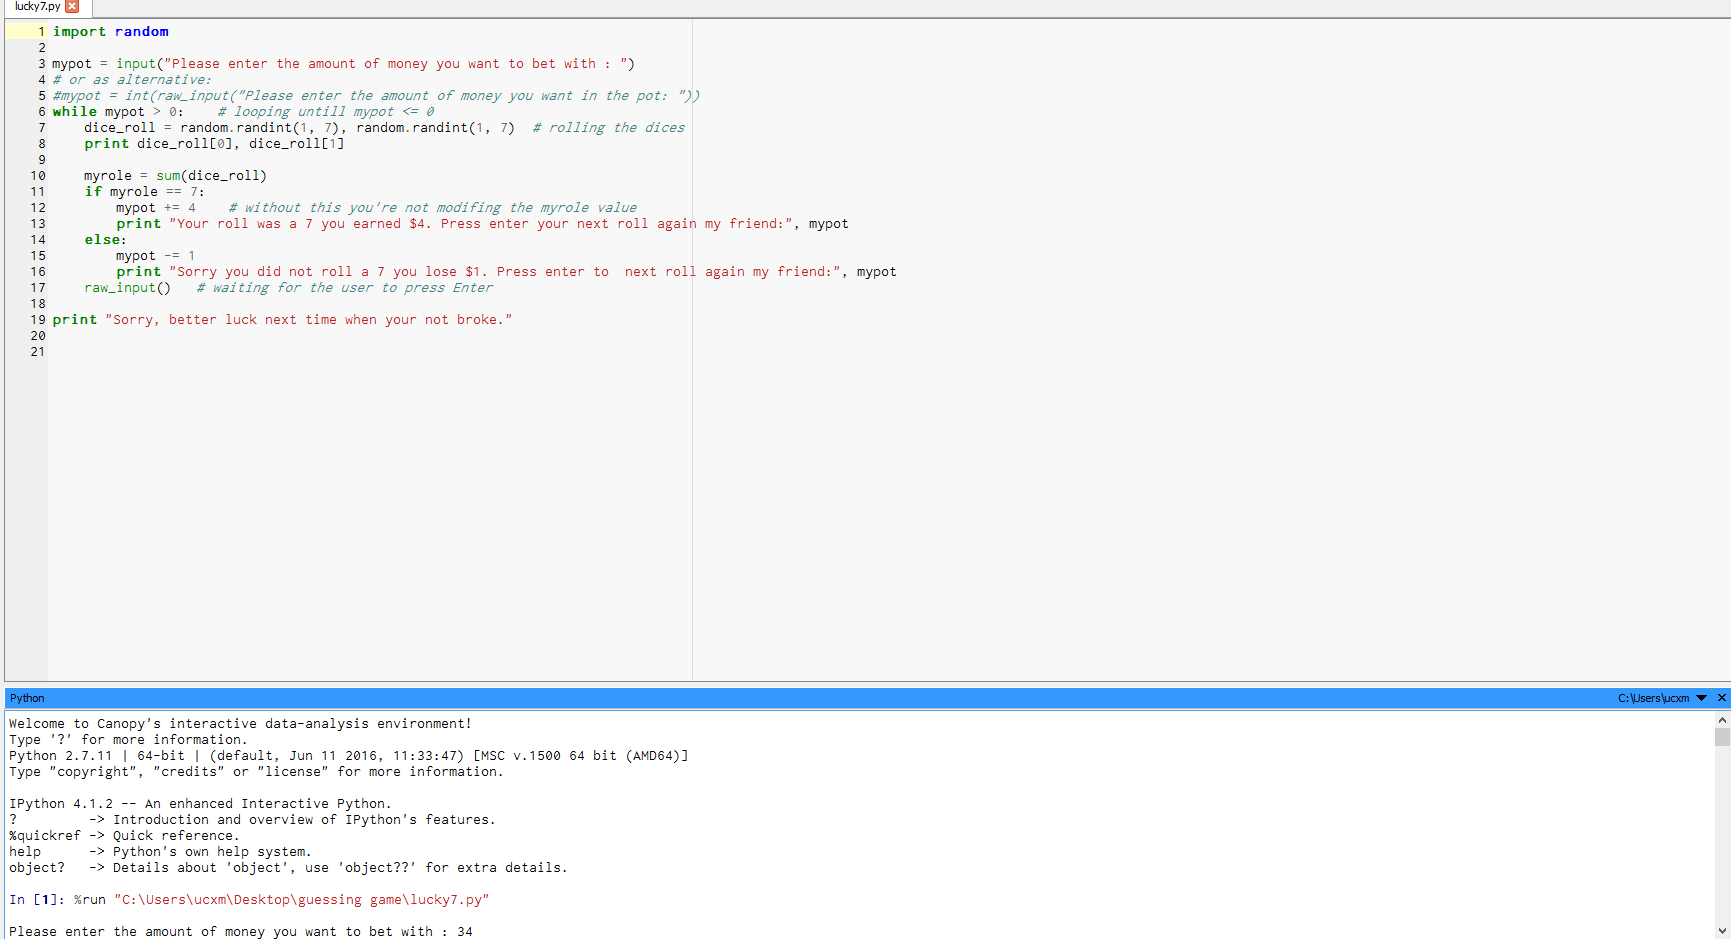 lucky7.py
1 import random
2
3 mypot = input("Please enter the amount of money you want to bet with : ")
4 # or as alternative:
5 #mypot = int(raw_input("Please enter the amount of money you want in the pot: "))
6 while mypot > 0:    # looping untill mypot <= 0
7     dice_roll = random.randint(1, 7), random.randint(1, 7)  # rolling the dices
8     print dice_roll[0], dice_roll[1]
9
10     myrole = sum(dice_roll)
11     if myrole == 7:
12         mypot += 4    # without this you're not modifing the myrole value
13         print "Your roll was a 7 you earned $4. Press enter your next roll again my friend:", mypot
14     else:
15         mypot -= 1
16         print "Sorry you did not roll a 7 you lose $1. Press enter to  next roll again my friend:", mypot
17     raw_input()   # waiting for the user to press Enter
18
19 print "Sorry, better luck next time when your not broke."
20
21
Python C:\Users\ucxm
Welcome to Canopy's interactive data-analysis environment!
Type '?' for more information.
Python 2.7.11 | 64-bit | (default, Jun 11 2016, 11:33:47) [MSC v.1500 64 bit (AMD64)]
Type "copyright", "credits" or "license" for more information.
IPython 4.1.2 -- An enhanced Interactive Python.
?         -> Introduction and overview of IPython's features.
%quickref -> Quick reference.
help      -> Python's own help system.
object?   -> Details about 'object', use 'object??' for extra details.
In [1]: %run "C:\Users\ucxm\Desktop\guessing game\lucky7.py"
Please enter the amount of money you want to bet with : 34